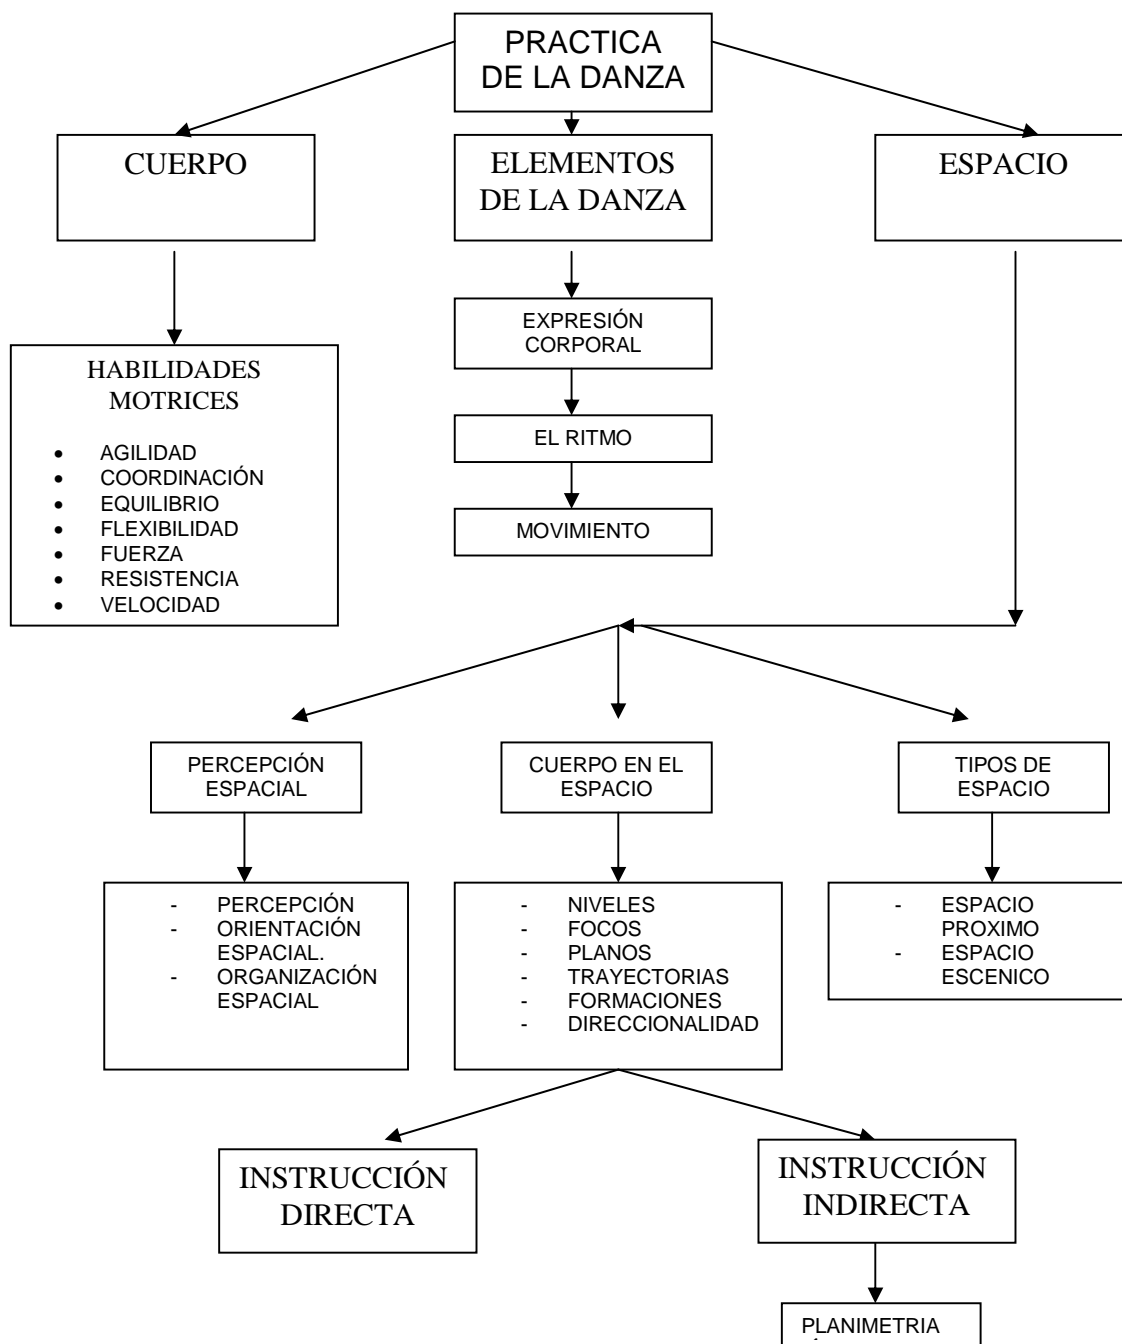 PRACTICA
DE LA DANZA
CUERPO
ELEMENTOS
DE LA DANZA
ESPACIO
EXPRESIÓN
CORPORAL
HABILIDADES
MOTRICES
• AGILIDAD
• COORDINACIÓN
• EQUILIBRIO
• FLEXIBILIDAD
• FUERZA
• RESISTENCIA
• VELOCIDAD
EL RITMO
MOVIMIENTO
PERCEPCIÓN
ESPACIAL
CUERPO EN EL
ESPACIO
TIPOS DE
ESPACIO
- PERCEPCIÓN
- ORIENTACIÓN
ESPACIAL.
- ORGANIZACIÓN
ESPACIAL
- NIVELES
- FOCOS
- PLANOS
- TRAYECTORIAS
- FORMACIONES
- DIRECCIONALIDAD
- ESPACIO
PROXIMO
- ESPACIO
ESCENICO
INSTRUCCIÓN
DIRECTA
INSTRUCCIÓN
INDIRECTA
PLANIMETRIA